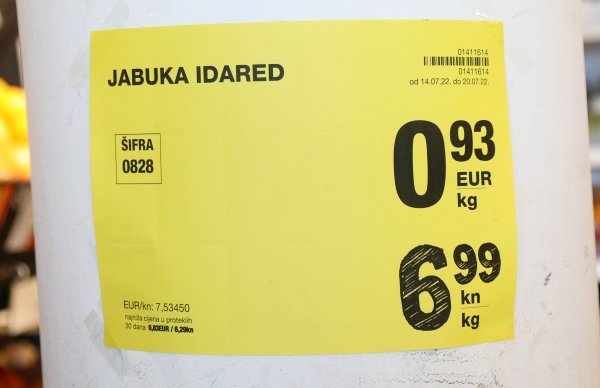 JABUKA IDARED
01411614
01411614
od 14.07.22. do 20.07.22.
ŠIFRA
0828
0 93
EUR
kg
6 99
kn
kg
EUR/kn: 7,53450
najniža cijena u proteklih
30 dana 0,83EUR / 6,29kn